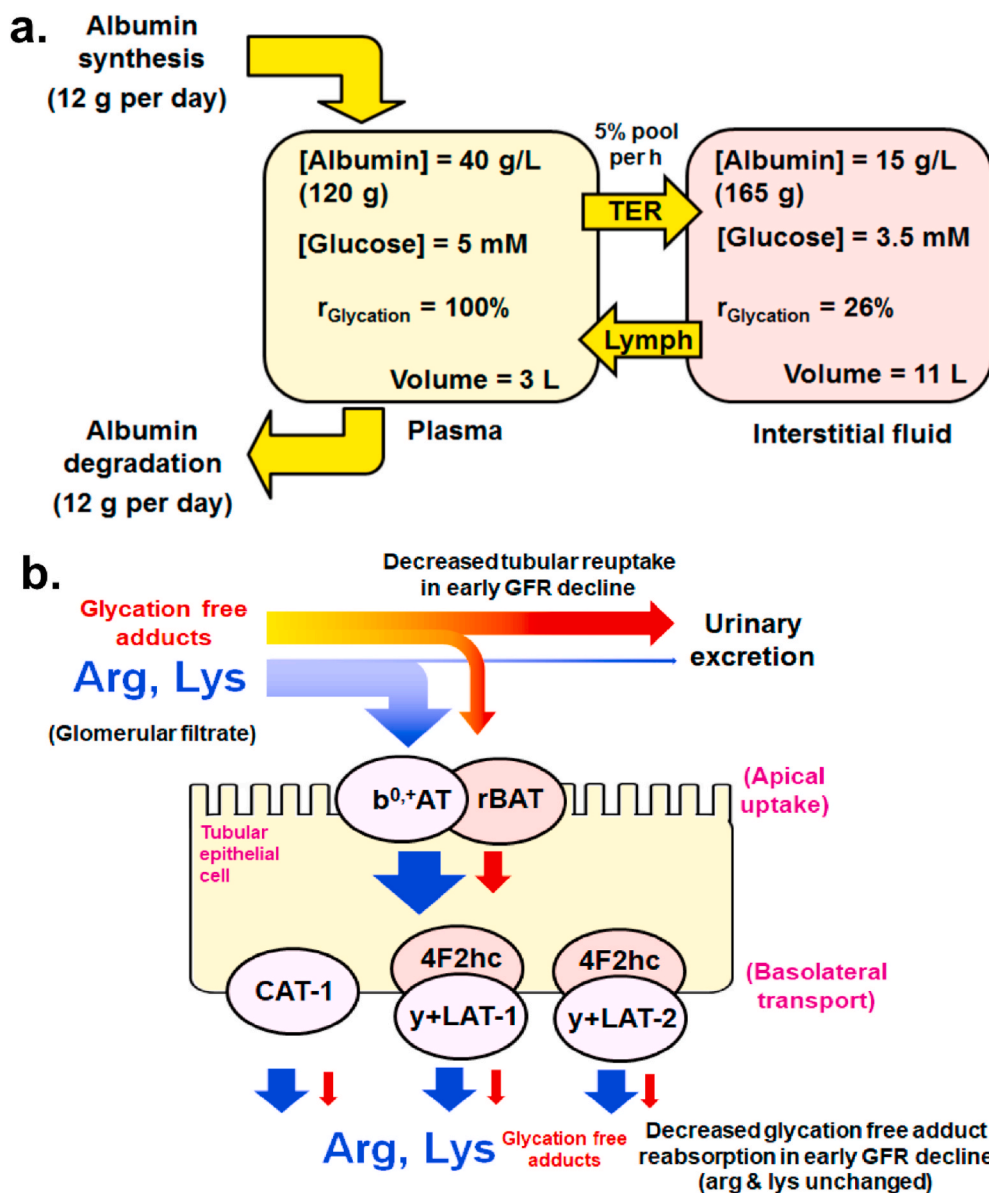 a.
Albumin
synthesis
(12 g per day)
[Albumin] = 40 g/L
(120 g)
[Glucose] = 5 mM
rGlycation = 100%
Volume = 3 L
Plasma
5% pool
per h
TER
Lymph
[Albumin] = 15 g/L
(165 g)
[Glucose] = 3.5 mM
rGlycation = 26%
Volume = 11 L
Interstitial fluid
Albumin
degradation
(12 g per day)
b.
Decreased tubular reuptake
in early GFR decline
Glycation free
adducts
Arg, Lys
(Glomerular filtrate)
Urinary
excretion
b0,+AT
rBAT
(Apical
uptake)
Tubular
epithelial
cell
CAT-1
4F2hc
y+LAT-1
4F2hc
y+LAT-2
(Basolateral
transport)
Arg, Lys
Glycation free
adducts
Decreased glycation free adduct
reabsorption in early GFR decline
(arg & lys unchanged)